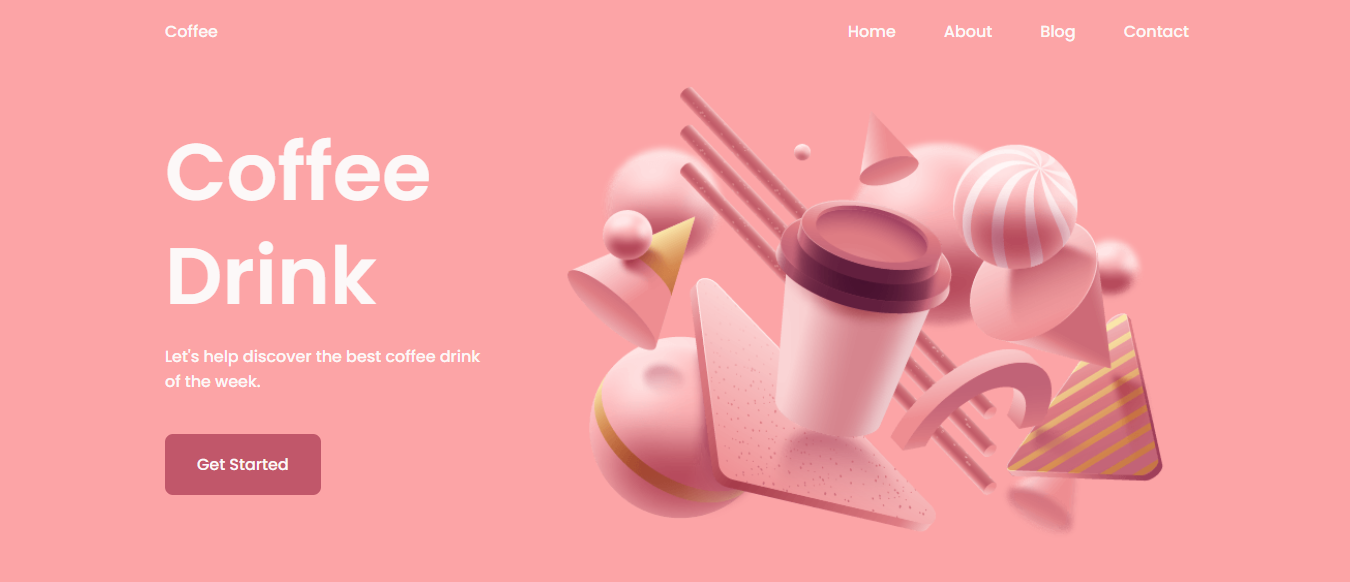 Coffee
Home About Blog Contact
Coffee
Drink
Let's help discover the best coffee drink
of the week.
Get Started